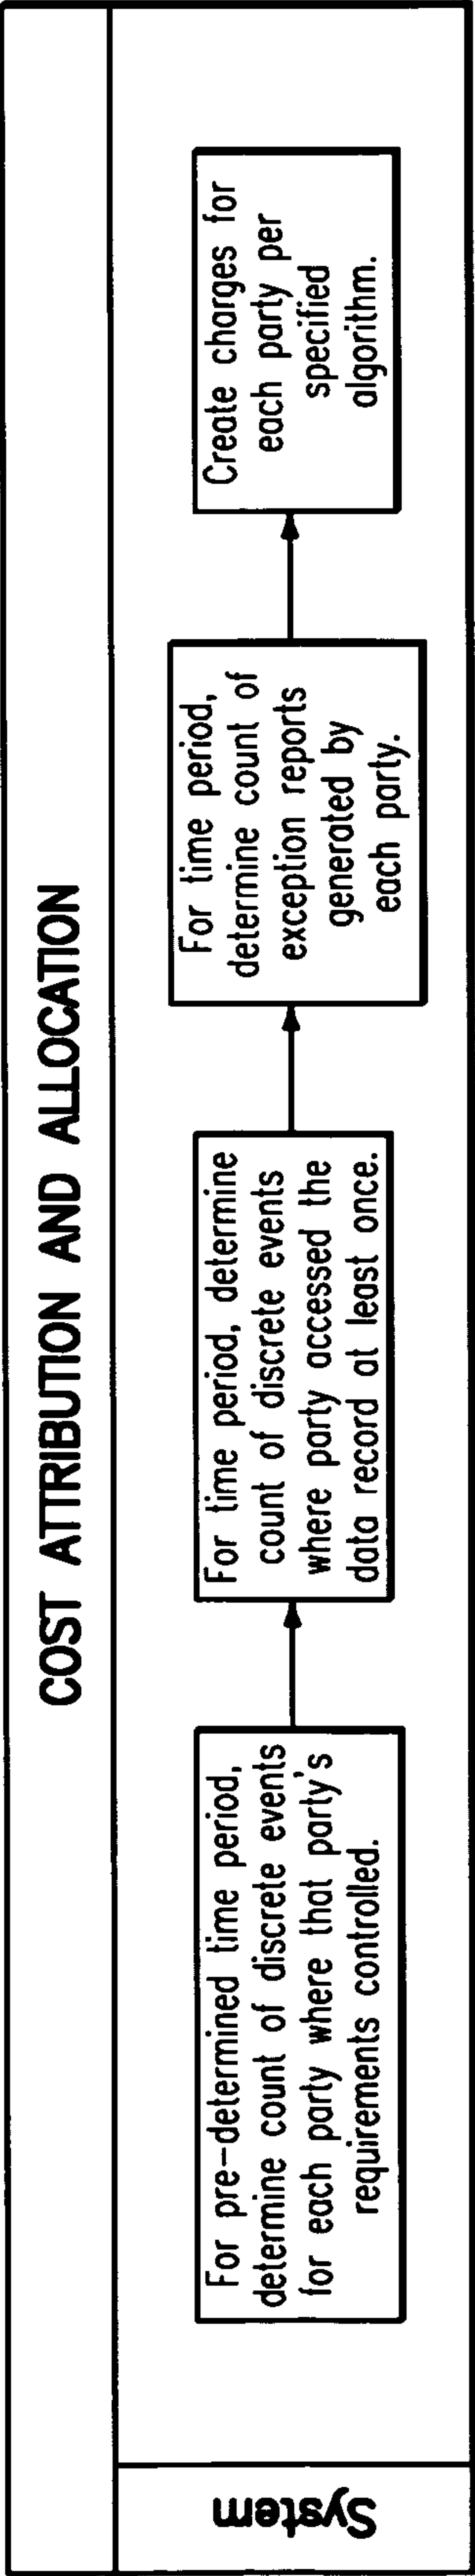 COST ATTRIBUTION AND ALLOCATION
System
For pre-determined time period,
determine count of discrete events
for each party where that party's
requirements controlled.
For time period, determine
count of discrete events
where party accessed the
data record at least once.
For time period,
determine count of
exception reports
generated by
each party.
Create charges for
each party per
specified
algorithm.